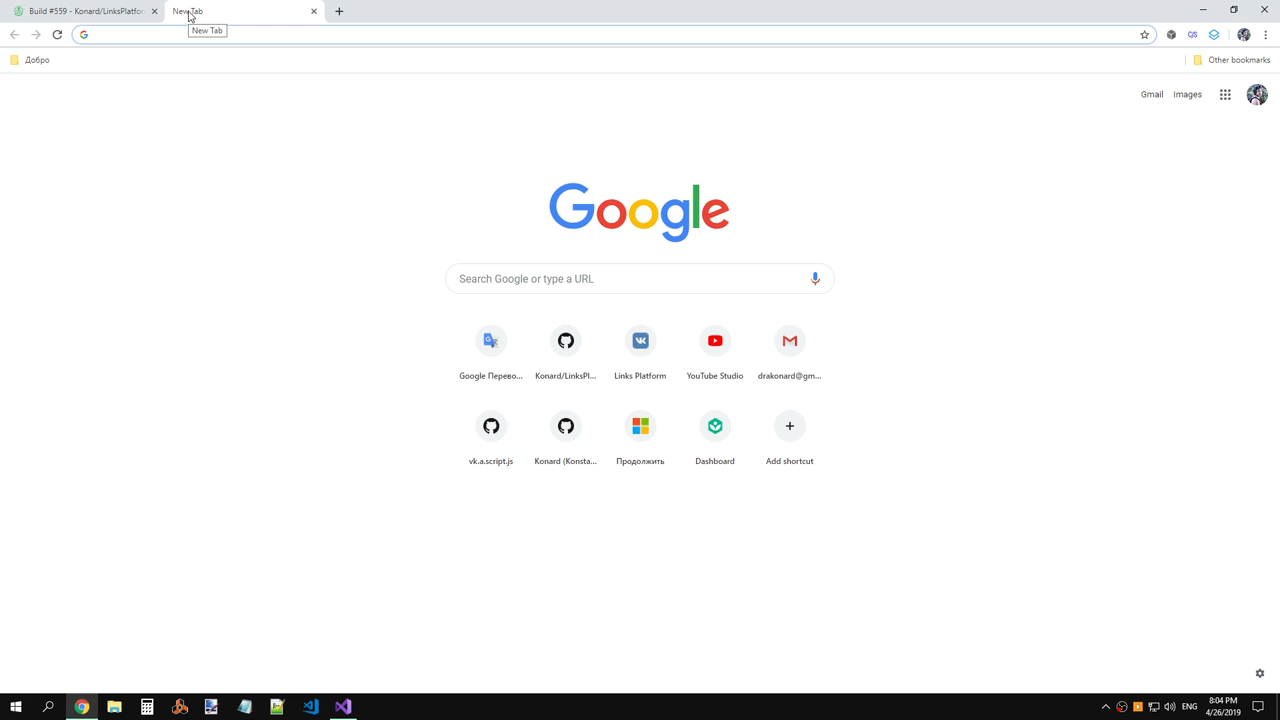 Build #559 - Konard/LinksPlatfor
New Tab
New Tab
Добро
Other bookmarks
Gmail
Images
Google
Search Google or type a URL
Google Перево...
Konard/LinksPl...
Links Platform
YouTube Studio
drakonard@gm...
vk.a.script.js
Konard (Konsta...
Продолжить
Dashboard
Add shortcut
ENG
8:04 PM
4/26/2019